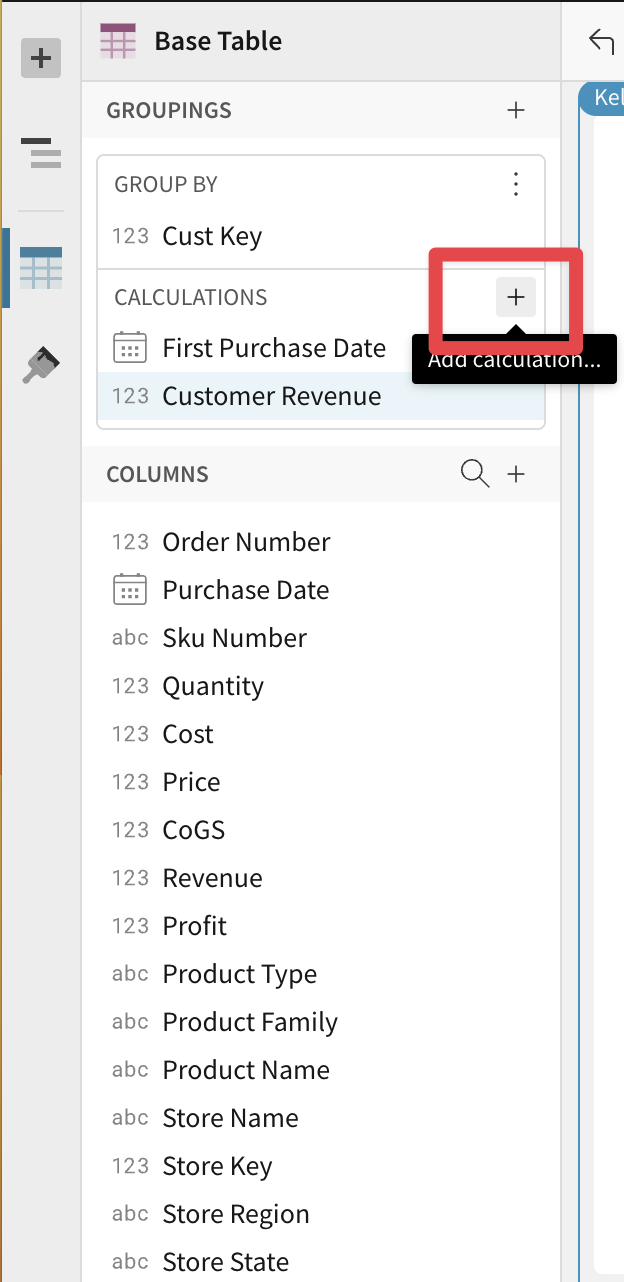 Base Table
Kel
GROUPINGS
GROUP BY
123 Cust Key
CALCULATIONS
First Purchase Date
Add calculation...
123 Customer Revenue
COLUMNS
123 Order Number
Purchase Date
abc Sku Number
123 Quantity
123 Cost
123 Price
123 CoGS
123 Revenue
123 Profit
abc Product Type
abc Product Family
abc Product Name
abc Store Name
123 Store Key
abc Store Region
abc Store State